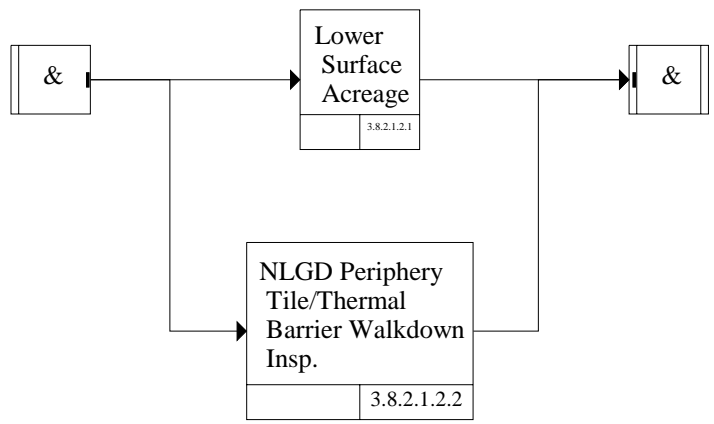 &
Lower
Surface
Acreage
3.8.2.1.2.1
&
NLGD Periphery
Tile/Thermal
Barrier Walkdown
Insp.
3.8.2.1.2.2